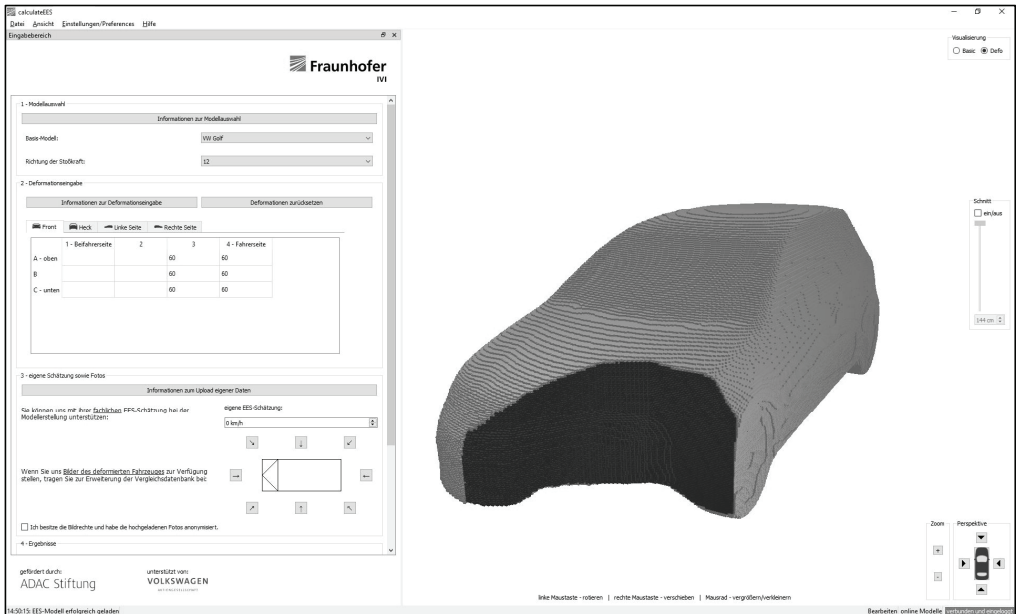 calculateEES
Datei Ansicht Einstellungen/Preferences Hilfe
Eingabebereich
Fraunhofer
IVI
1 - Modellauswahl
Informationen zur Modellauswahl
Basis-Modell: VW Golf
Richtung der Stoßkraft: 12
2 - Deformationseingabe
Informationen zur Deformationseingabe Deformationen zurücksetzen
Front Heck Linke Seite Rechte Seite
1 - Beifahrerseite 2 3 4 - Fahrerseite
A - oben 60 60
B 60 60
C - unten 60 60
3 - eigene Schätzung sowie Fotos
Informationen zum Upload eigener Daten
Sie können uns mit Ihrer fachlichen EES-Schätzung bei der
Modellerstellung unterstützen:
eigene EES-Schätzung:
0 km/h
Wenn Sie uns Bilder des deformierten Fahrzeuges zur Verfügung
stellen, tragen Sie zur Erweiterung der Vergleichsdatenbank bei:
Ich besitze die Bildrechte und habe die hochgeladenen Fotos anonymisiert.
4 - Ergebnisse
gefördert durch:
ADAC Stiftung
unterstützt von:
VOLKSWAGEN
AKTIENGESELLSCHAFT
14:50:15: EES-Modell erfolgreich geladen
Visualisierung
Basic Defo
Schnitt
ein/aus
144 cm
Zoom
+
-
Perspektive
linke Maustaste - rotieren | rechte Maustaste - verschieben | Mausrad - vergrößern/verkleinern
Bearbeiten online Modelle verbunden und eingeloggt